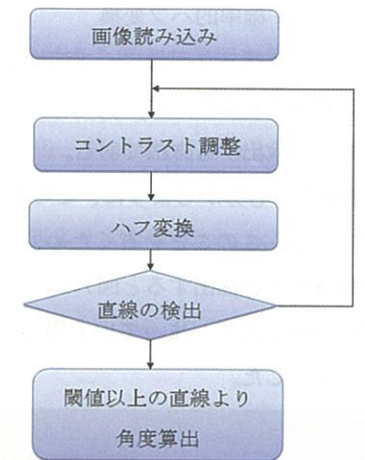 画像読み込み
コントラスト調整
ハフ変換
直線の検出
閾値以上の直線より
角度算出